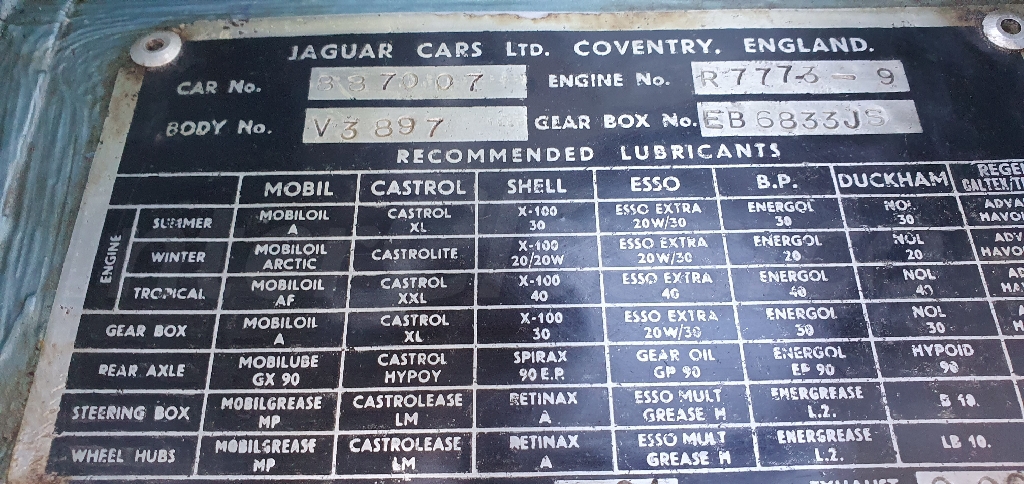 JAGUAR CARS LTD. COVENTRY, ENGLAND.
CAR No. 887007 ENGINE No. R7773-9
BODY No. V3897 GEAR BOX No. EB6833JS
RECOMMENDED LUBRICANTS
MOBIL CASTROL SHELL ESSO B.P. DUCKHAM
ENGINE
SUMMER MOBILOIL A CASTROL XL X-100 30 ESSO EXTRA 20W/30 ENERGOL 30 NOL 30
WINTER MOBILOIL ARCTIC CASTROLITE X-100 20/20W ESSO EXTRA 20W/30 ENERGOL 20 NOL 20
TROPICAL MOBILOIL AF CASTROL XXL X-100 40 ESSO EXTRA 40 ENERGOL 40 NOL 40
GEAR BOX MOBILOIL A CASTROL XL X-100 30 ESSO EXTRA 20W/30 ENERGOL 30 NOL 30
REAR AXLE MOBILUBE GX 90 CASTROL HYPOY SPIRAX 90 E.P. GEAR OIL GP 90 ENERGOL EP 90 HYPOID 90
STEERING BOX MOBILGREASE MP CASTROLEASE LM RETINAX A ESSO MULT GREASE H ENERGREASE L.2.
WHEEL HUBS MOBILGREASE MP CASTROLEASE LM RETINAX A ESSO MULT GREASE H ENERGREASE L.2. LB 10.